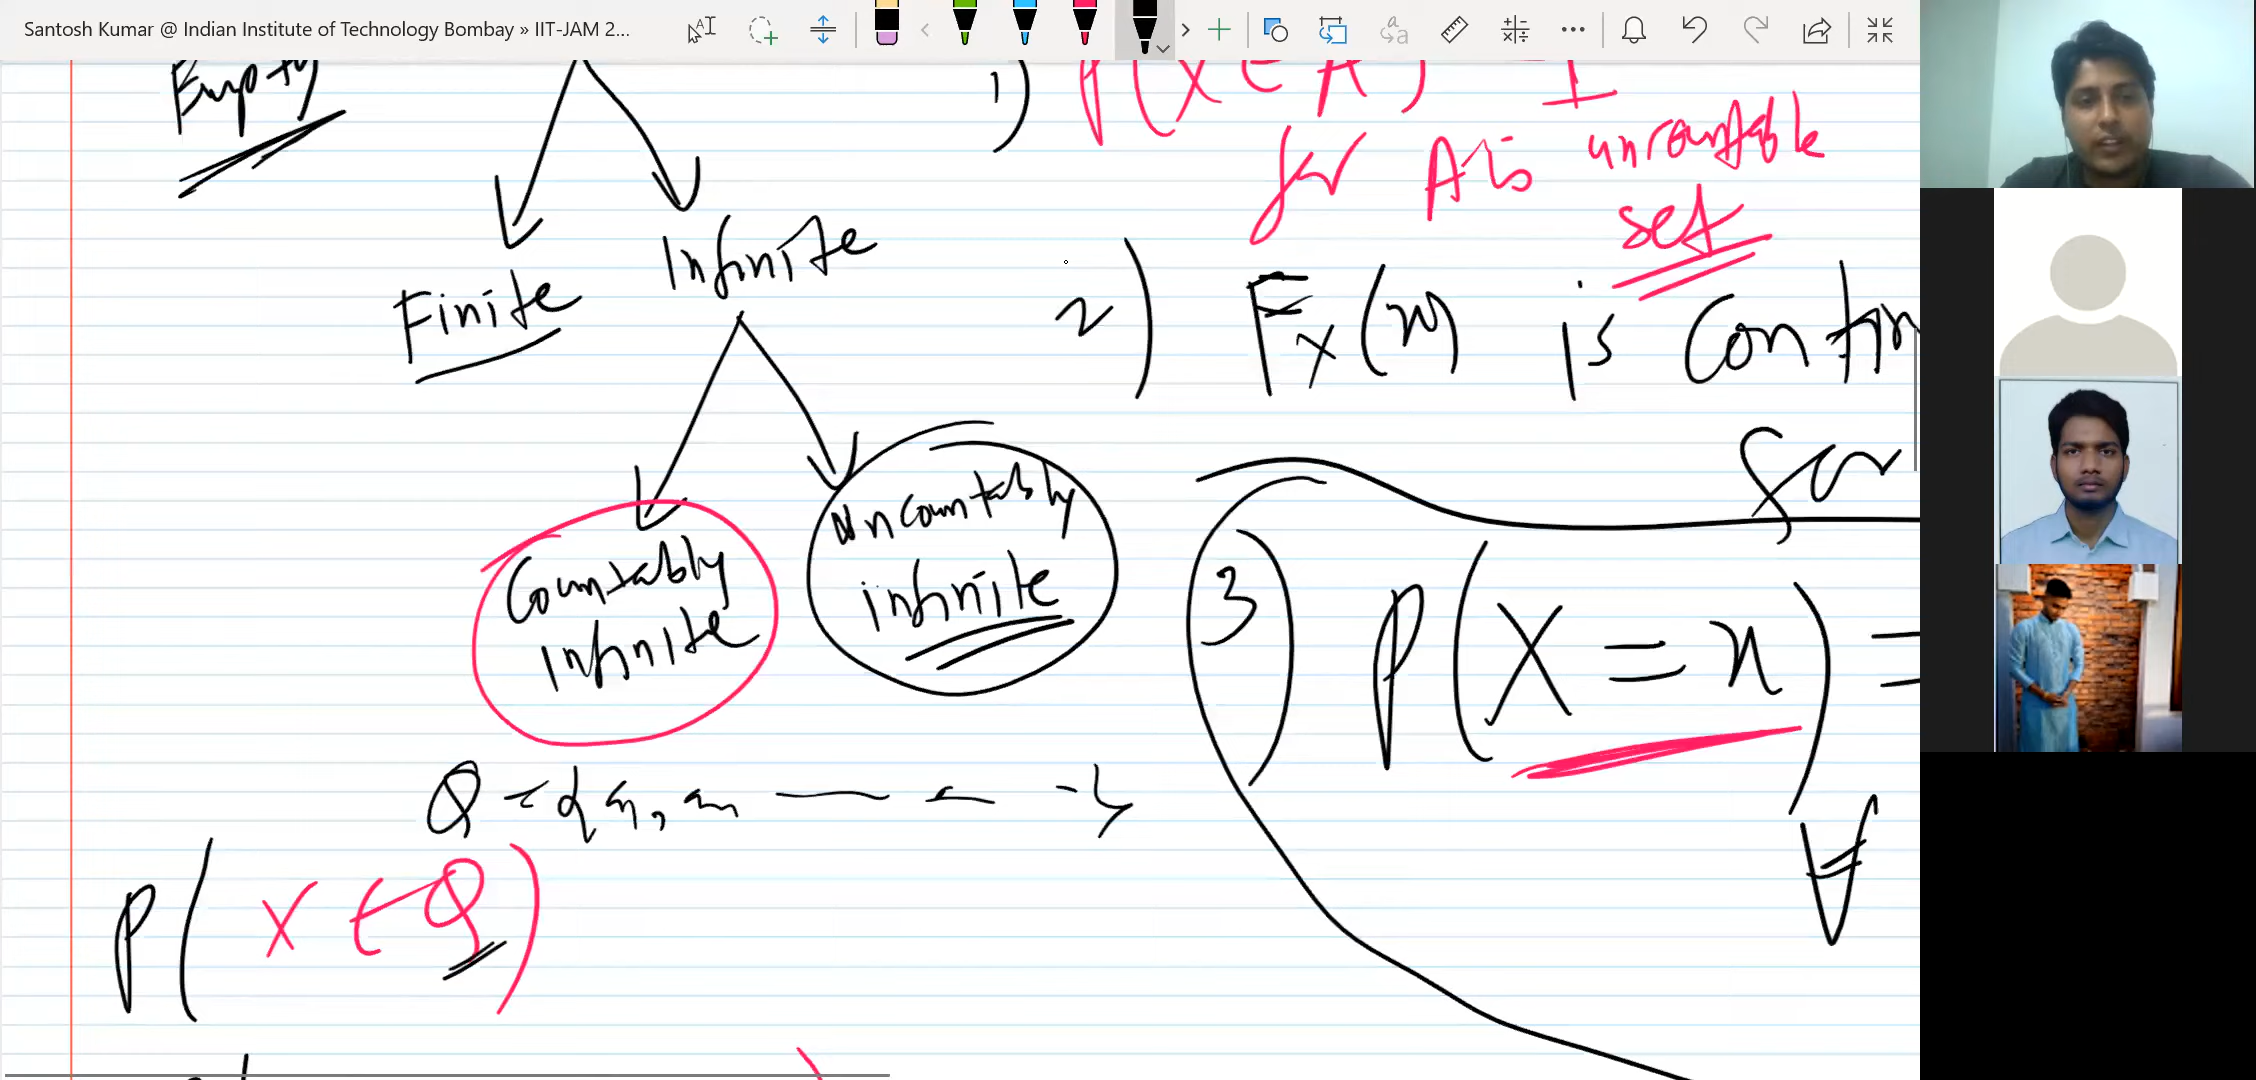 Santosh Kumar @ Indian Institute of Technology Bombay » IIT-JAM 2...
Empty
Finite
Infinite
Countably
infinite
Uncountably
infinite
P( X ∈ Q )
1) P(X ∈ A) = 1
for A is uncountable
set
2) F_X(x) is Contin
for
3) P(X = x) =
∀